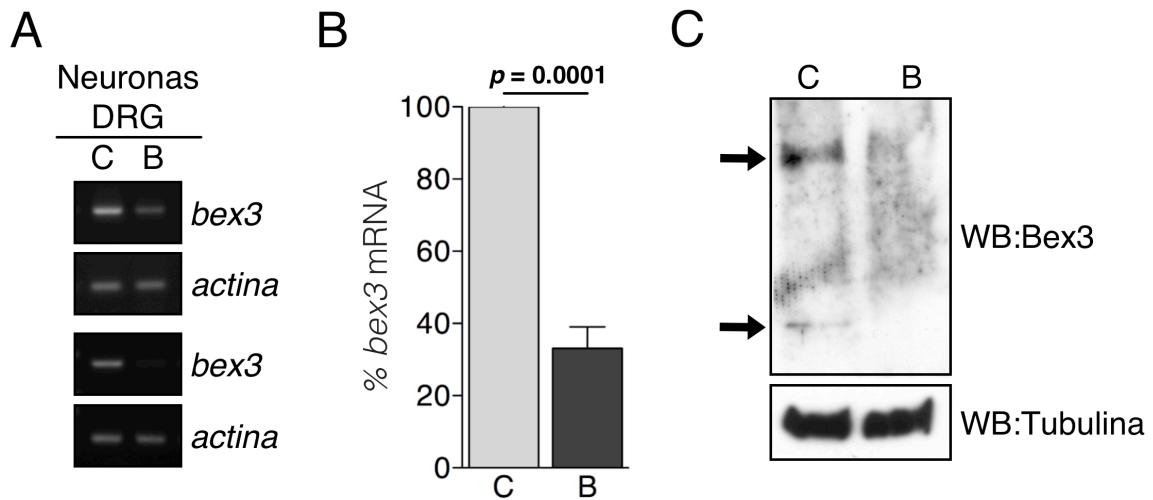 A
Neuronas
DRG
C B
bex3
actina
bex3
actina
B
p = 0.0001
% bex3 mRNA
100
80
60
40
20
0
C B
C
C B
WB:Bex3
WB:Tubulina